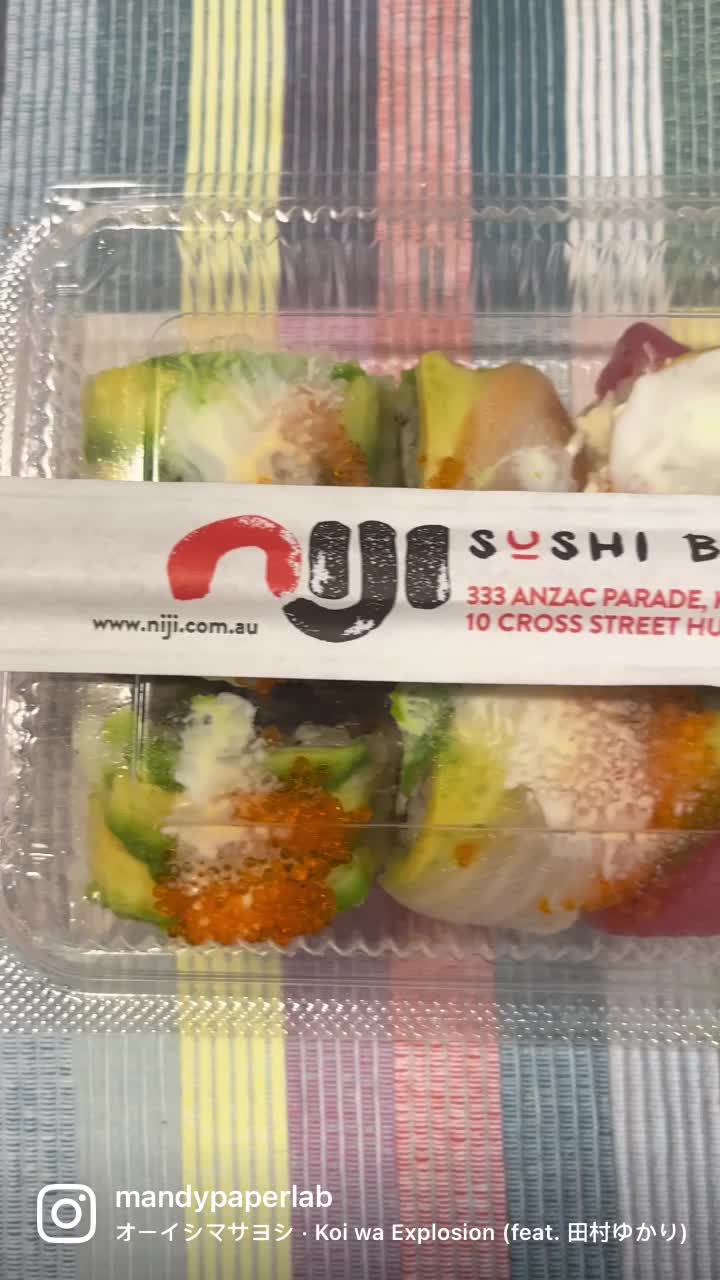 niji
SUSHI B
333 ANZAC PARADE, K
10 CROSS STREET HU
www.niji.com.au
mandypaperlab
オーイシマサヨシ · Koi wa Explosion (feat. 田村ゆかり)